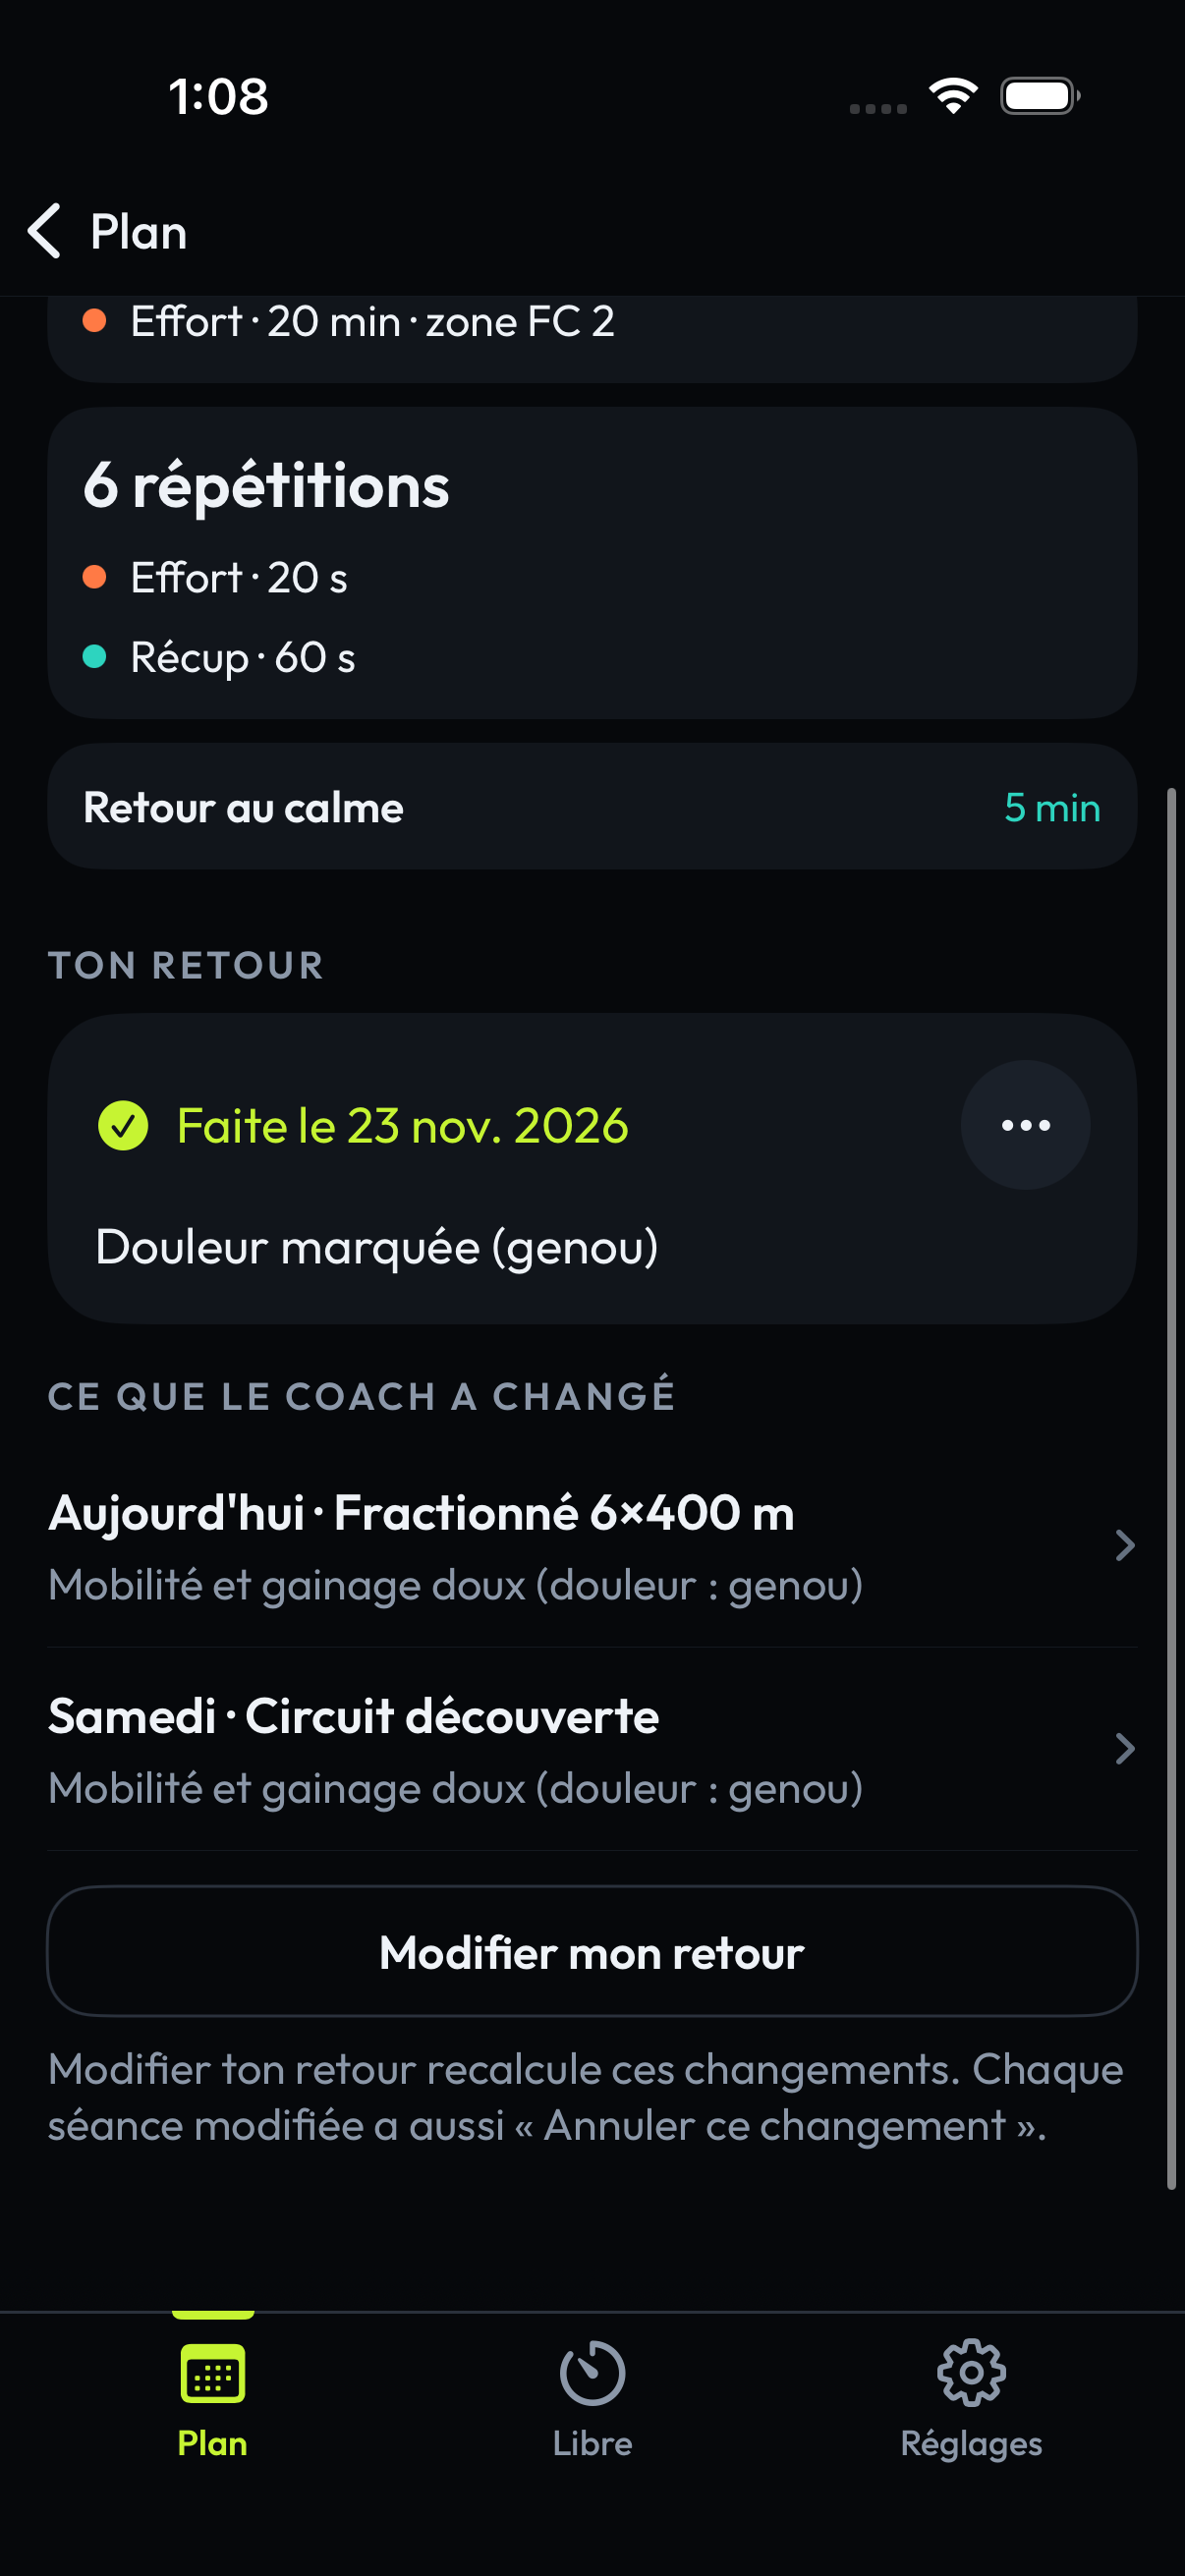 1:08
Plan
Effort · 20 min · zone FC 2
6 répétitions
Effort · 20 s
Récup · 60 s
Retour au calme
5 min
TON RETOUR
Faite le 23 nov. 2026
Douleur marquée (genou)
CE QUE LE COACH A CHANGÉ
Aujourd'hui · Fractionné 6×400 m
Mobilité et gainage doux (douleur : genou)
Samedi · Circuit découverte
Mobilité et gainage doux (douleur : genou)
Modifier mon retour
Modifier ton retour recalcule ces changements. Chaque
séance modifiée a aussi « Annuler ce changement ».
Plan
Libre
Réglages